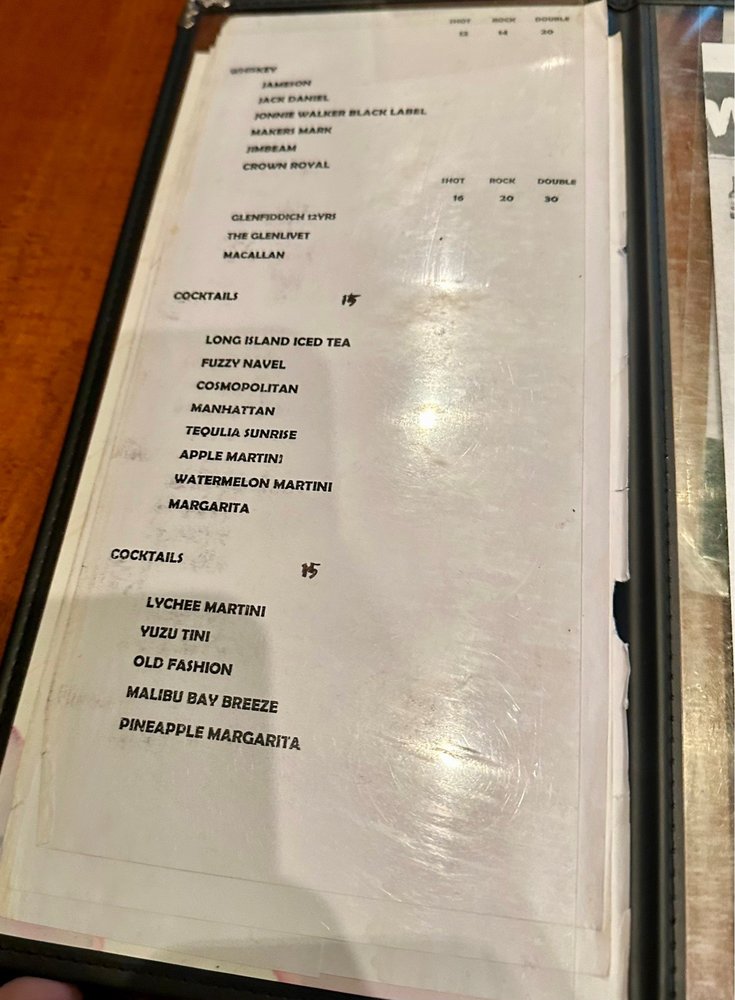 SHOT ROCK DOUBLE
12 14 20
WHISKEY
JAMESON
JACK DANIEL
JONNIE WALKER BLACK LABEL
MAKERS MARK
JIMBEAM
CROWN ROYAL
SHOT ROCK DOUBLE
16 20 30
GLENFIDDICH 12YRS
THE GLENLIVET
MACALLAN
COCKTAILS 15
LONG ISLAND ICED TEA
FUZZY NAVEL
COSMOPOLITAN
MANHATTAN
TEQULIA SUNRISE
APPLE MARTINI
WATERMELON MARTINI
MARGARITA
COCKTAILS 15
LYCHEE MARTINI
YUZU TINI
OLD FASHION
MALIBU BAY BREEZE
PINEAPPLE MARGARITA